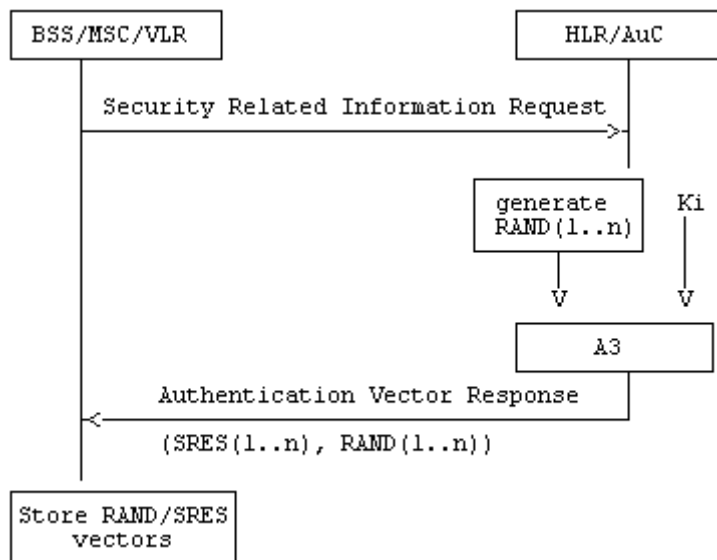 BSS/MSC/VLR
HLR/AuC
Security Related Information Request
generate
RAND(1..n)
Ki
A3
Authentication Vector Response
(SRES(1..n), RAND(1..n))
Store RAND/SRES
vectors